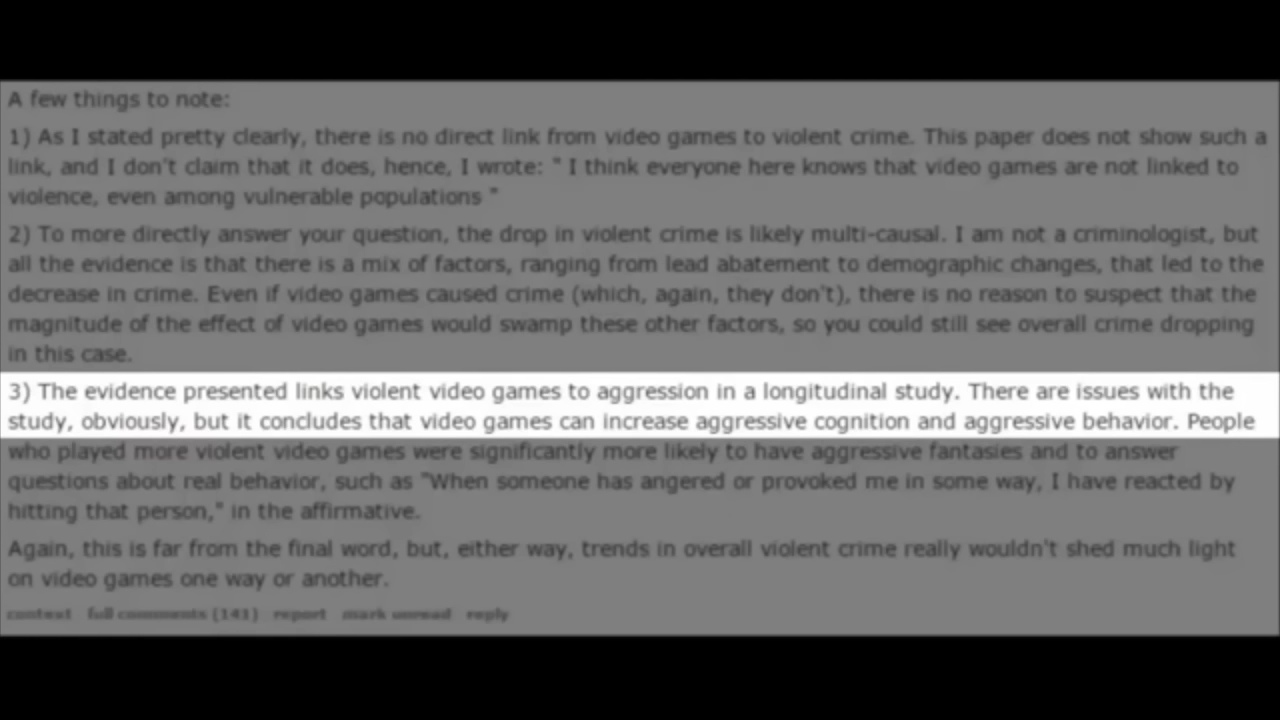 A few things to note:
1) As I stated pretty clearly, there is no direct link from video games to violent crime. This paper does not show such a
link, and I don't claim that it does, hence, I wrote: " I think everyone here knows that video games are not linked to
violence, even among vulnerable populations "
2) To more directly answer your question, the drop in violent crime is likely multi-causal. I am not a criminologist, but
all the evidence is that there is a mix of factors, ranging from lead abatement to demographic changes, that led to the
decrease in crime. Even if video games caused crime (which, again, they don't), there is no reason to suspect that the
magnitude of the effect of video games would swamp these other factors, so you could still see overall crime dropping
in this case.
3) The evidence presented links violent video games to aggression in a longitudinal study. There are issues with the
study, obviously, but it concludes that video games can increase aggressive cognition and aggressive behavior. People
who played more violent video games were significantly more likely to have aggressive fantasies and to answer
questions about real behavior, such as "When someone has angered or provoked me in some way, I have reacted by
hitting that person," in the affirmative.
Again, this is far from the final word, but, either way, trends in overall violent crime really wouldn't shed much light
on video games one way or another.
context full comments (141) report mark unread reply